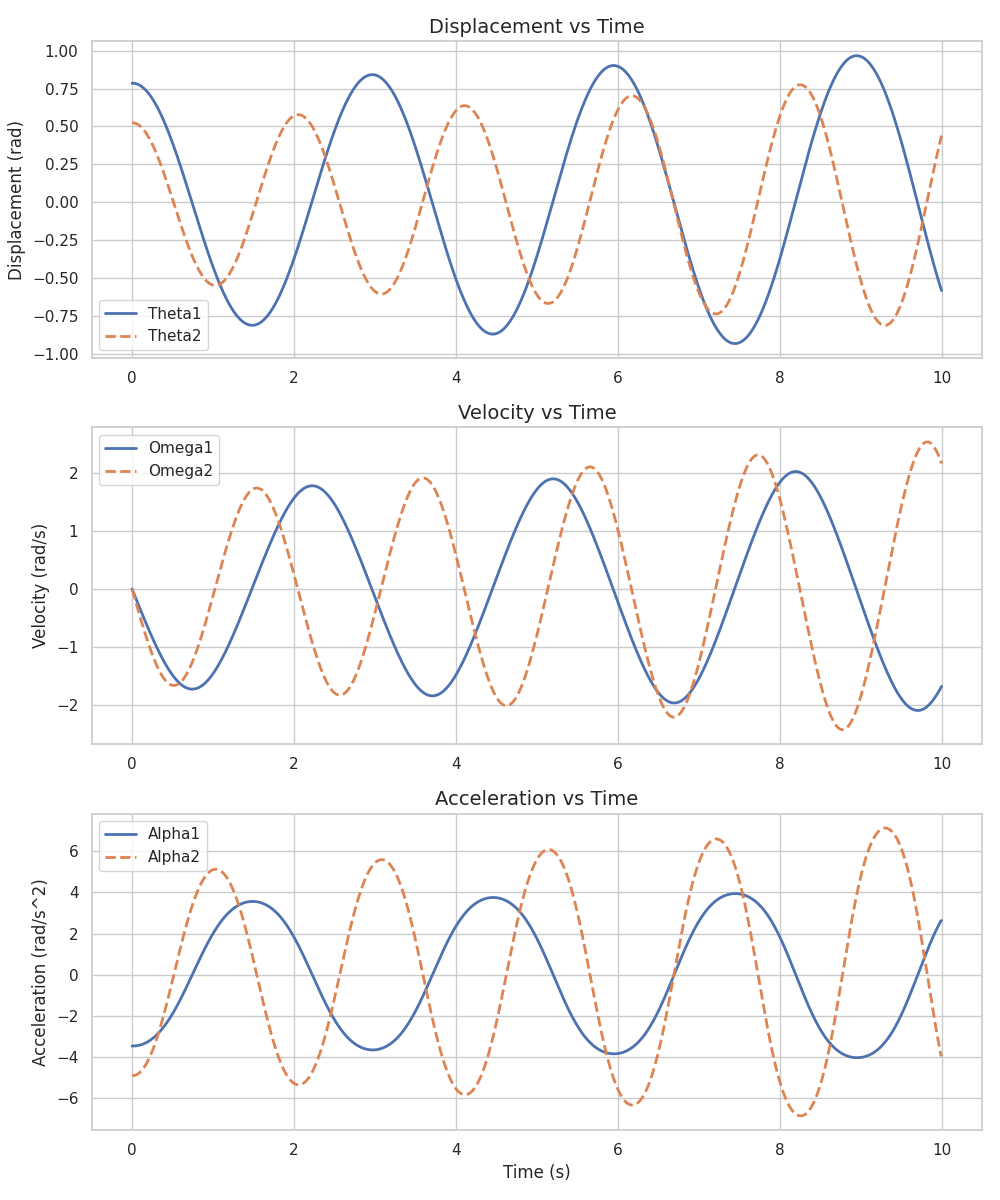 Displacement vs Time
Displacement (rad)
1.00
0.75
0.50
0.25
0.00
−0.25
−0.50
−0.75
−1.00
Theta1
Theta2
0 2 4 6 8 10
Velocity vs Time
Velocity (rad/s)
2
1
0
−1
−2
Omega1
Omega2
0 2 4 6 8 10
Acceleration vs Time
Acceleration (rad/s^2)
6
4
2
0
−2
−4
−6
Alpha1
Alpha2
0 2 4 6 8 10
Time (s)